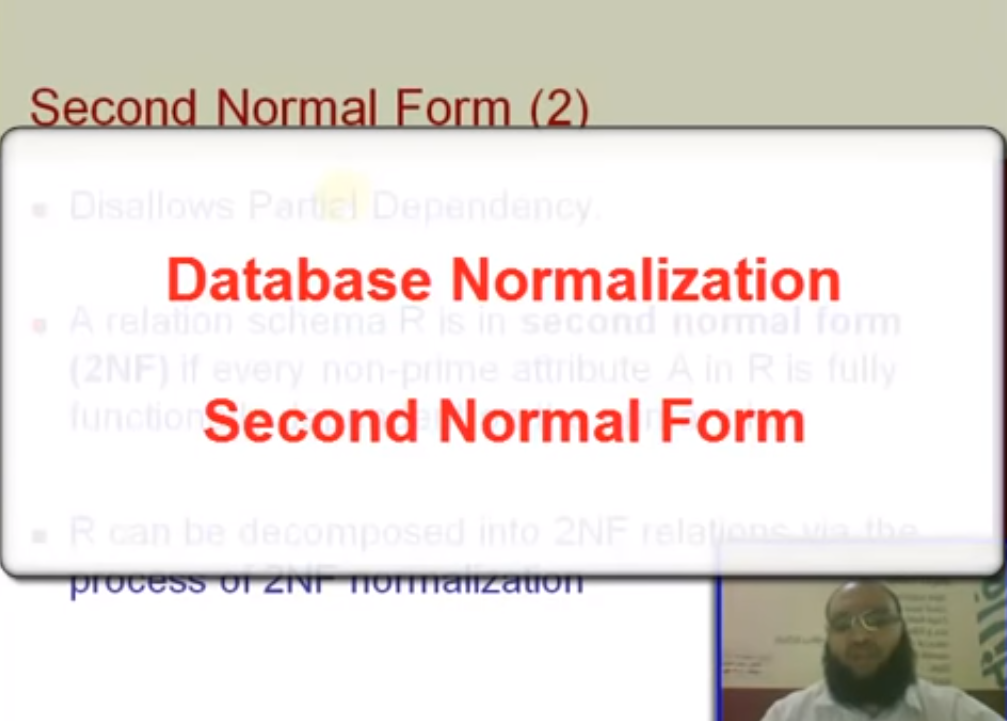 Second Normal Form (2)
Disallows Partial Dependency.
Database Normalization
A relation schema R is in second normal form
(2NF) if every non-prime attribute A in R is fully
Second Normal Form
R can be decomposed into 2NF relations via the
process of 2NF normalization